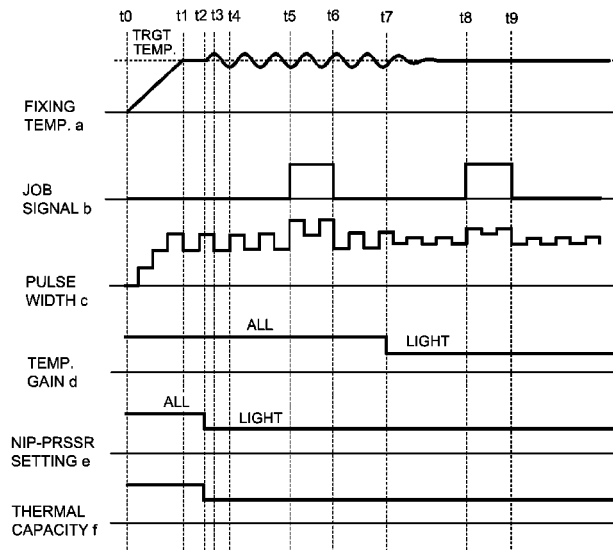 t0 t1 t2 t3 t4 t5 t6 t7 t8 t9
TRGT
TEMP.
FIXING
TEMP. a
JOB
SIGNAL b
PULSE
WIDTH c
ALL
LIGHT
TEMP.
GAIN d
ALL
LIGHT
NIP-PRSSR
SETTING e
THERMAL
CAPACITY f